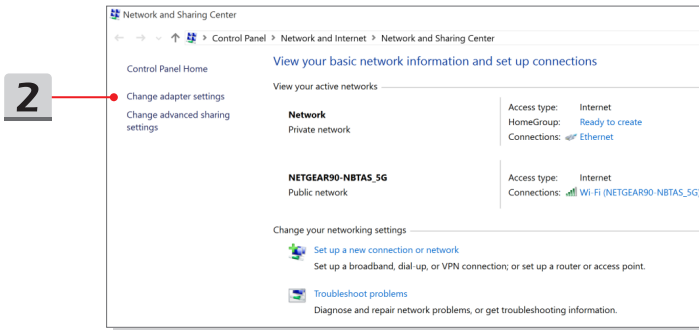 Network and Sharing Center
Control Panel > Network and Internet > Network and Sharing Center
2
Control Panel Home
Change adapter settings
Change advanced sharing
settings
View your basic network information and set up connections
View your active networks
Network
Private network
Access type: Internet
HomeGroup: Ready to create
Connections: Ethernet
NETGEAR90-NBTAS_5G
Public network
Access type: Internet
Connections: Wi-Fi (NETGEAR90-NBTAS_5G)
Change your networking settings
Set up a new connection or network
Set up a broadband, dial-up, or VPN connection; or set up a router or access point.
Troubleshoot problems
Diagnose and repair network problems, or get troubleshooting information.